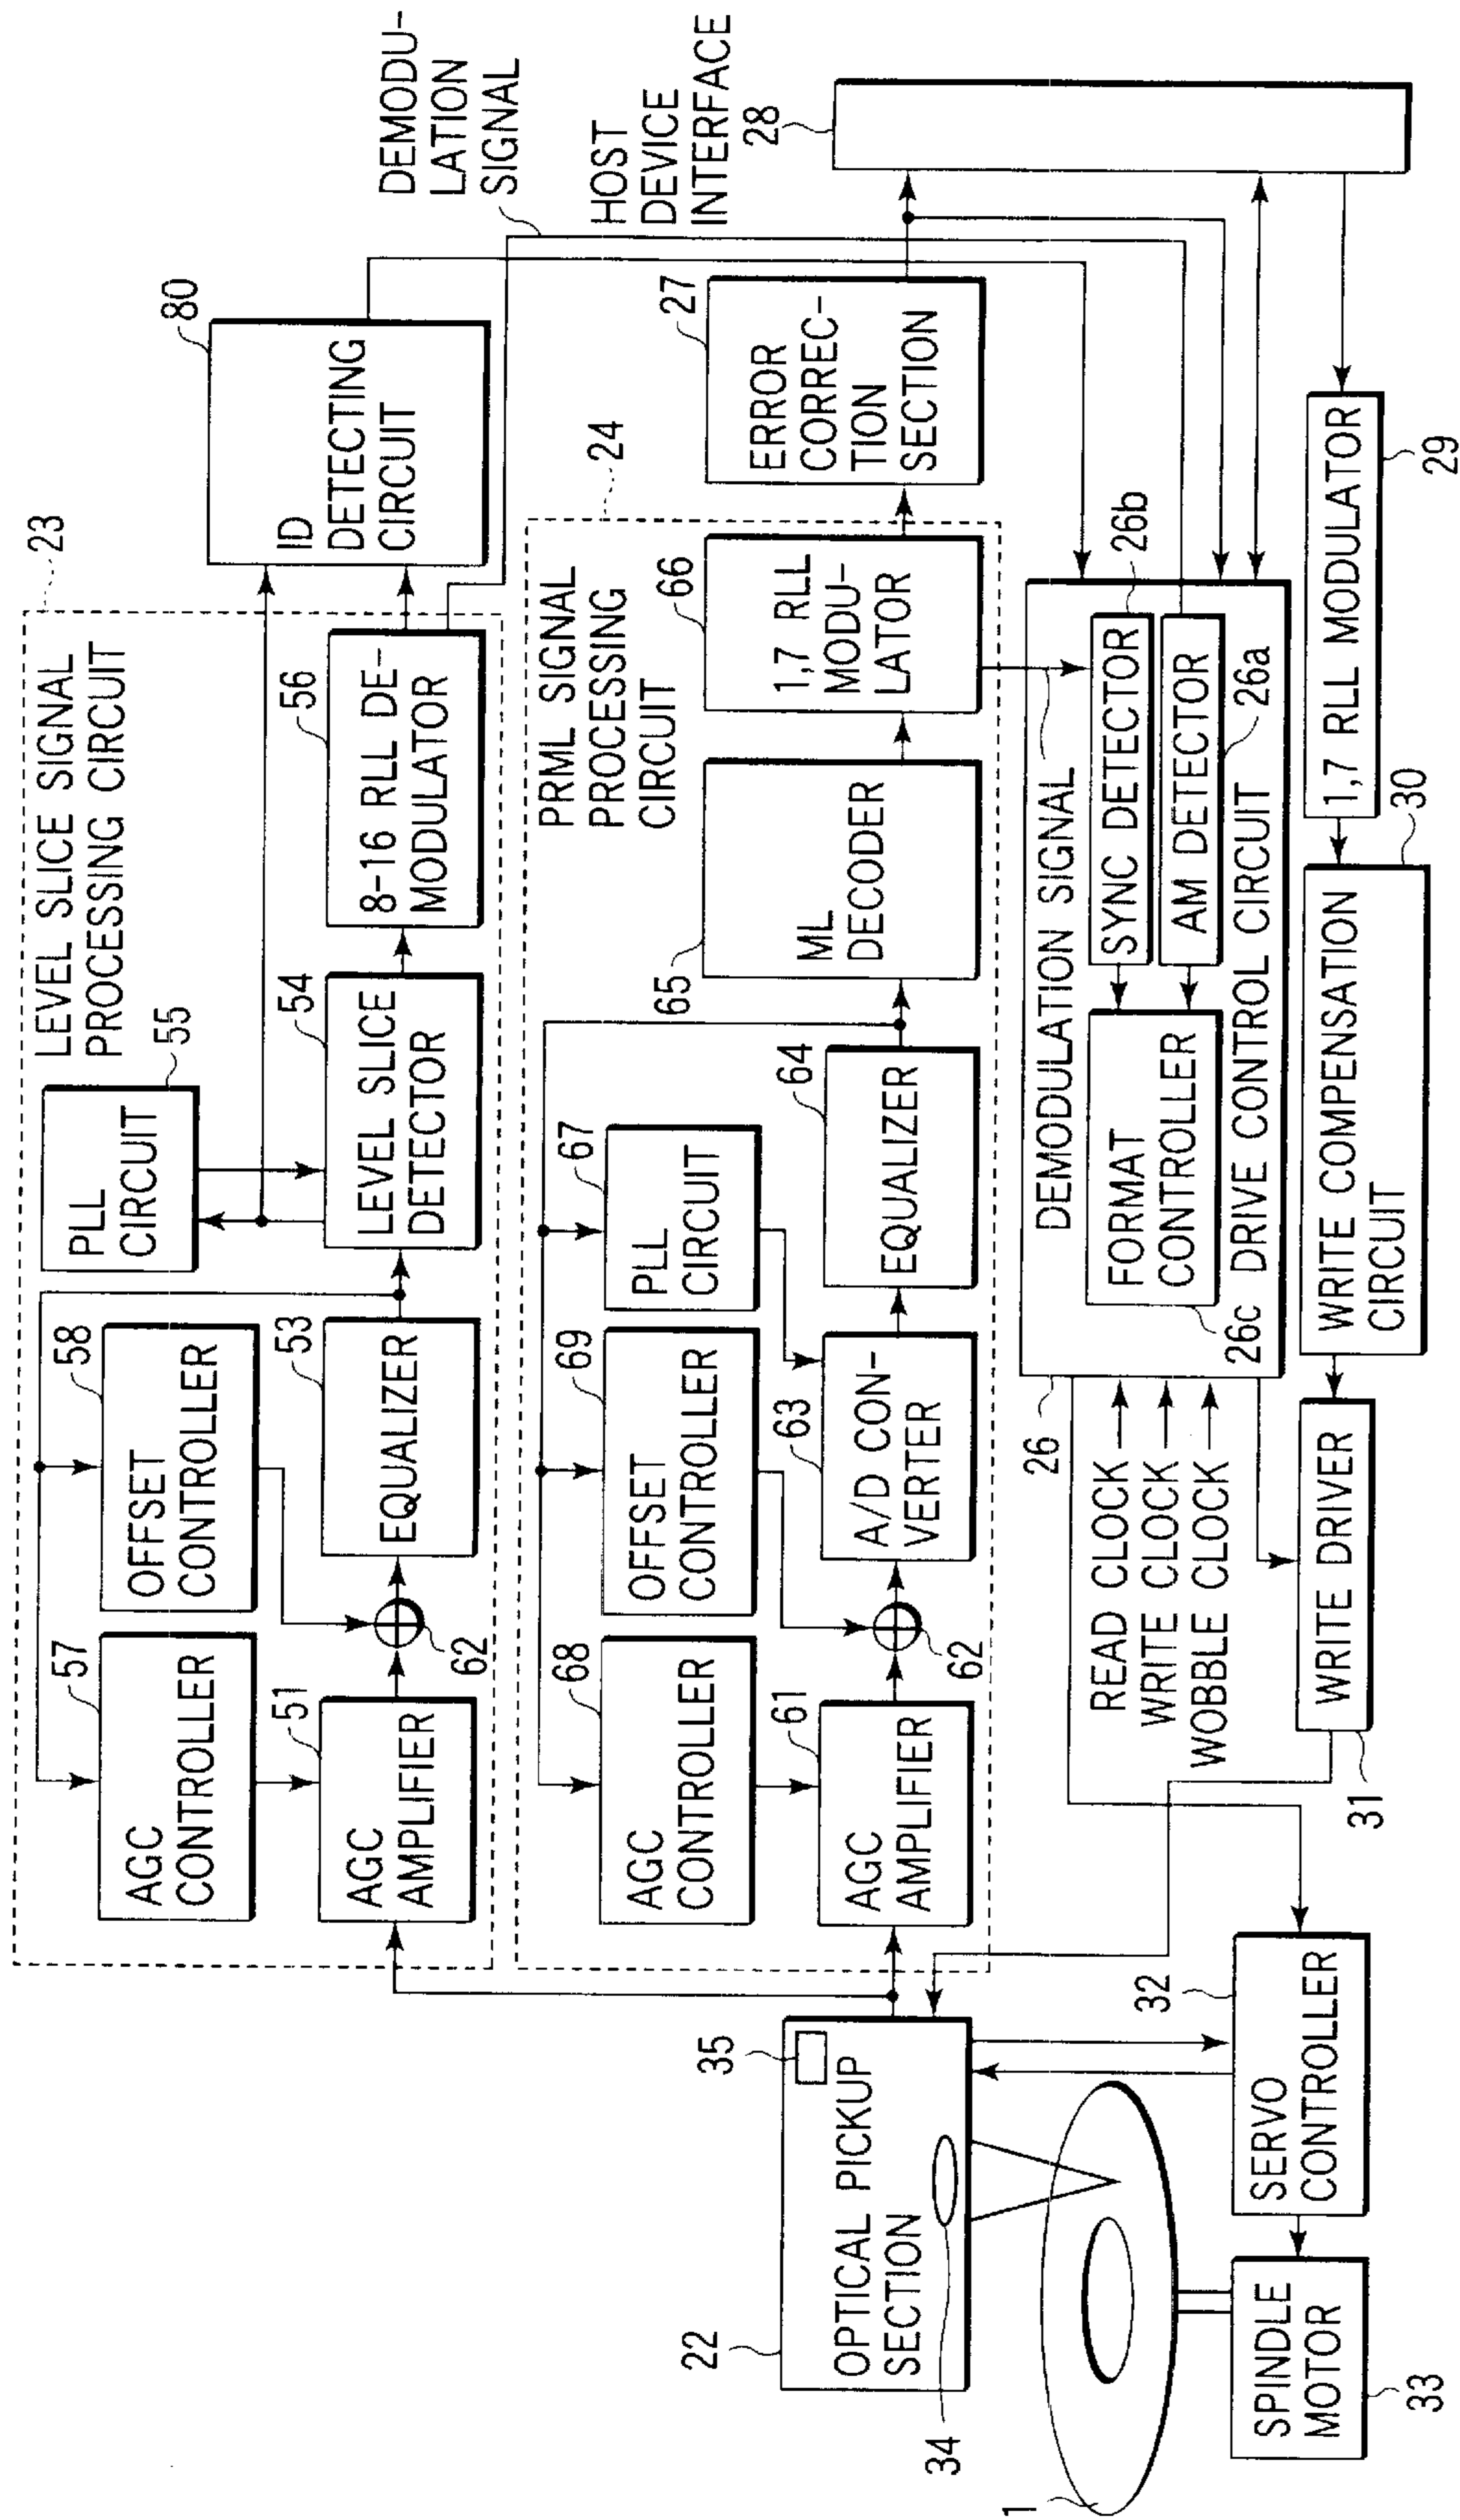 LEVEL SLICE SIGNAL
PROCESSING CIRCUIT
23
57
AGC
CONTROLLER
58
OFFSET
CONTROLLER
PLL
CIRCUIT
55
51
AGC
AMPLIFIER
62
53
EQUALIZER
54
LEVEL SLICE
DETECTOR
56
8-16 RLL DE-
MODULATOR
80
ID
DETECTING
CIRCUIT
DEMODU-
LATION
SIGNAL
PRML SIGNAL
PROCESSING
CIRCUIT
24
68
AGC
CONTROLLER
69
OFFSET
CONTROLLER
67
PLL
CIRCUIT
61
AGC
AMPLIFIER
62
63
A/D CON-
VERTER
64
EQUALIZER
65
ML
DECODER
66
1,7 RLL
MODU-
LATOR
27
ERROR
CORREC-
TION
SECTION
HOST
DEVICE
INTERFACE
28
22
OPTICAL PICKUP
SECTION
35
34
1
26
DEMODULATION SIGNAL
FORMAT
CONTROLLER
26c
SYNC DETECTOR
26b
AM DETECTOR
26a
DRIVE CONTROL CIRCUIT
READ CLOCK
WRITE CLOCK
WOBBLE CLOCK
SPINDLE
MOTOR
33
SERVO
CONTROLLER
32
WRITE DRIVER
31
WRITE COMPENSATION
CIRCUIT
30
1,7 RLL MODULATOR
29